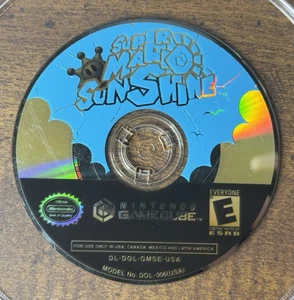 SUPER
MARIO
SUNSHINE
Official
Nintendo
Seal of Quality
NINTENDO
GAMECUBE™
EVERYONE
E
ESRB
FOR USE ONLY IN USA, CANADA, MEXICO AND LATIN AMERICA.
DL-DOL-GMSE-USA
MODEL NO: DOL-006(USA)